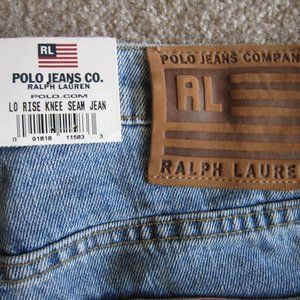 RL
POLO JEANS CO.
RALPH LAUREN
POLO.COM
LO RISE KNEE SEAM JEAN
0 91818 11583 3
POLO JEANS COMPAN
RL
RALPH LAUREN